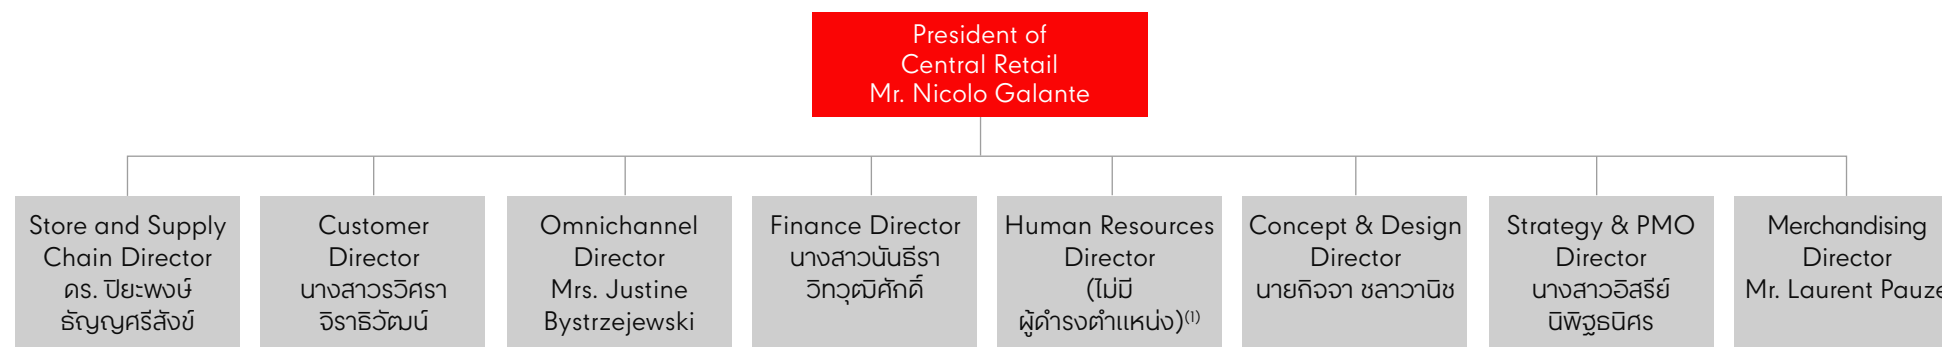 President of
Central Retail
Mr. Nicolo Galante
Store and Supply
Chain Director
ดร. ปิยะพงษ์
ธัญญศรีสังข์
Customer
Director
นางสาวรวิศรา
จิราธิวัฒน์
Omnichannel
Director
Mrs. Justine
Bystrzejewski
Finance Director
นางสาวนันธีรา
วิทวุฒิศักดิ์
Human Resources
Director
(ไม่มี
ผู้ดำรงตำแหน่ง)⁽¹⁾
Concept & Design
Director
นายกิจจา ชลาวานิช
Strategy & PMO
Director
นางสาวอิสรีย์
นิพิฐธนิศร
Merchandising
Director
Mr. Laurent Pauze